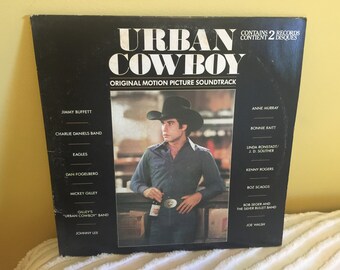 URBAN
COWBOY
CONTAINS 2 RECORDS
CONTIENT 2 DISQUES
ORIGINAL MOTION PICTURE SOUNDTRACK
JIMMY BUFFETT
CHARLIE DANIELS BAND
EAGLES
DAN FOGELBERG
MICKEY GILLEY
GILLEY'S
"URBAN COWBOY" BAND
JOHNNY LEE
ANNE MURRAY
BONNIE RAITT
LINDA RONSTADT/
J. D. SOUTHER
KENNY ROGERS
BOZ SCAGGS
BOB SEGER AND
THE SILVER BULLET BAND
JOE WALSH